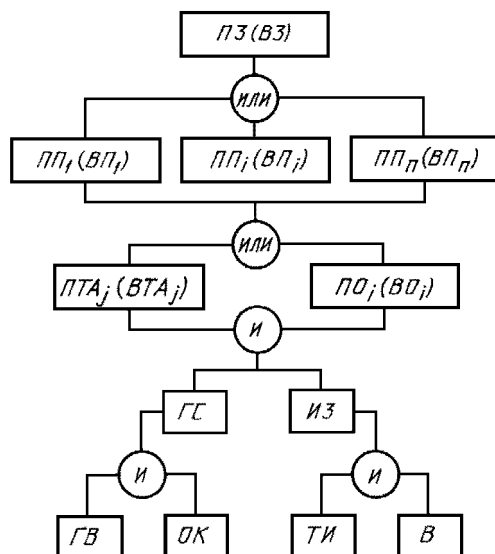 ПЗ(ВЗ)
ИЛИ
ПП₁(ВП₁) ППᵢ(ВПᵢ) ППₙ(ВПₙ)
ИЛИ
ПТАⱼ(ВТАⱼ) ПОᵢ(ВОᵢ)
И
ГС ИЗ
И И
ГВ ОК ТИ В